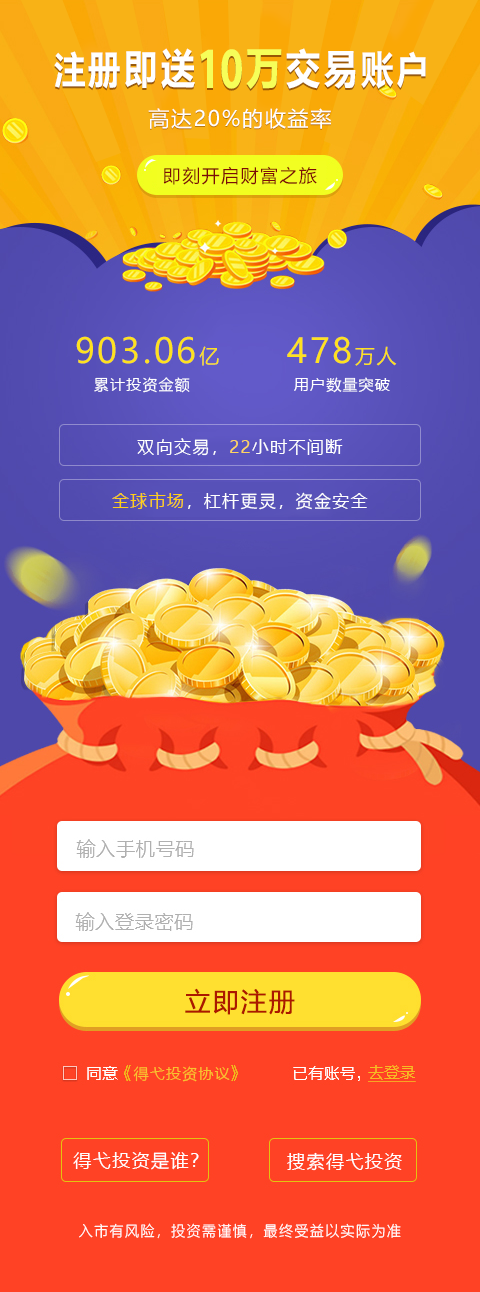 注册即送10万交易账户
高达20%的收益率
即刻开启财富之旅
903.06亿 478万人
累计投资金额 用户数量突破
双向交易，22小时不间断
全球市场，杠杆更灵，资金安全
输入手机号码
输入登录密码
立即注册
同意《得弋投资协议》 已有账号，去登录
得弋投资是谁？ 搜索得弋投资
入市有风险，投资需谨慎，最终受益以实际为准